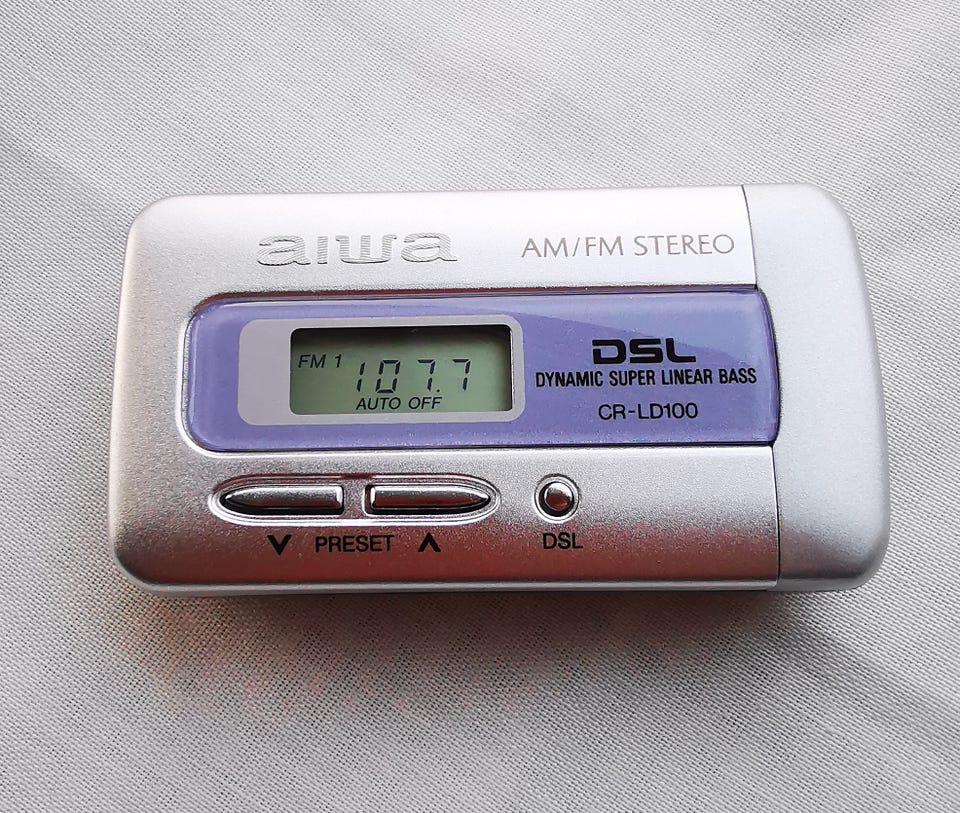 aiwa
AM/FM STEREO
FM 1
107.7
AUTO OFF
DSL
DYNAMIC SUPER LINEAR BASS
CR-LD100
PRESET
DSL